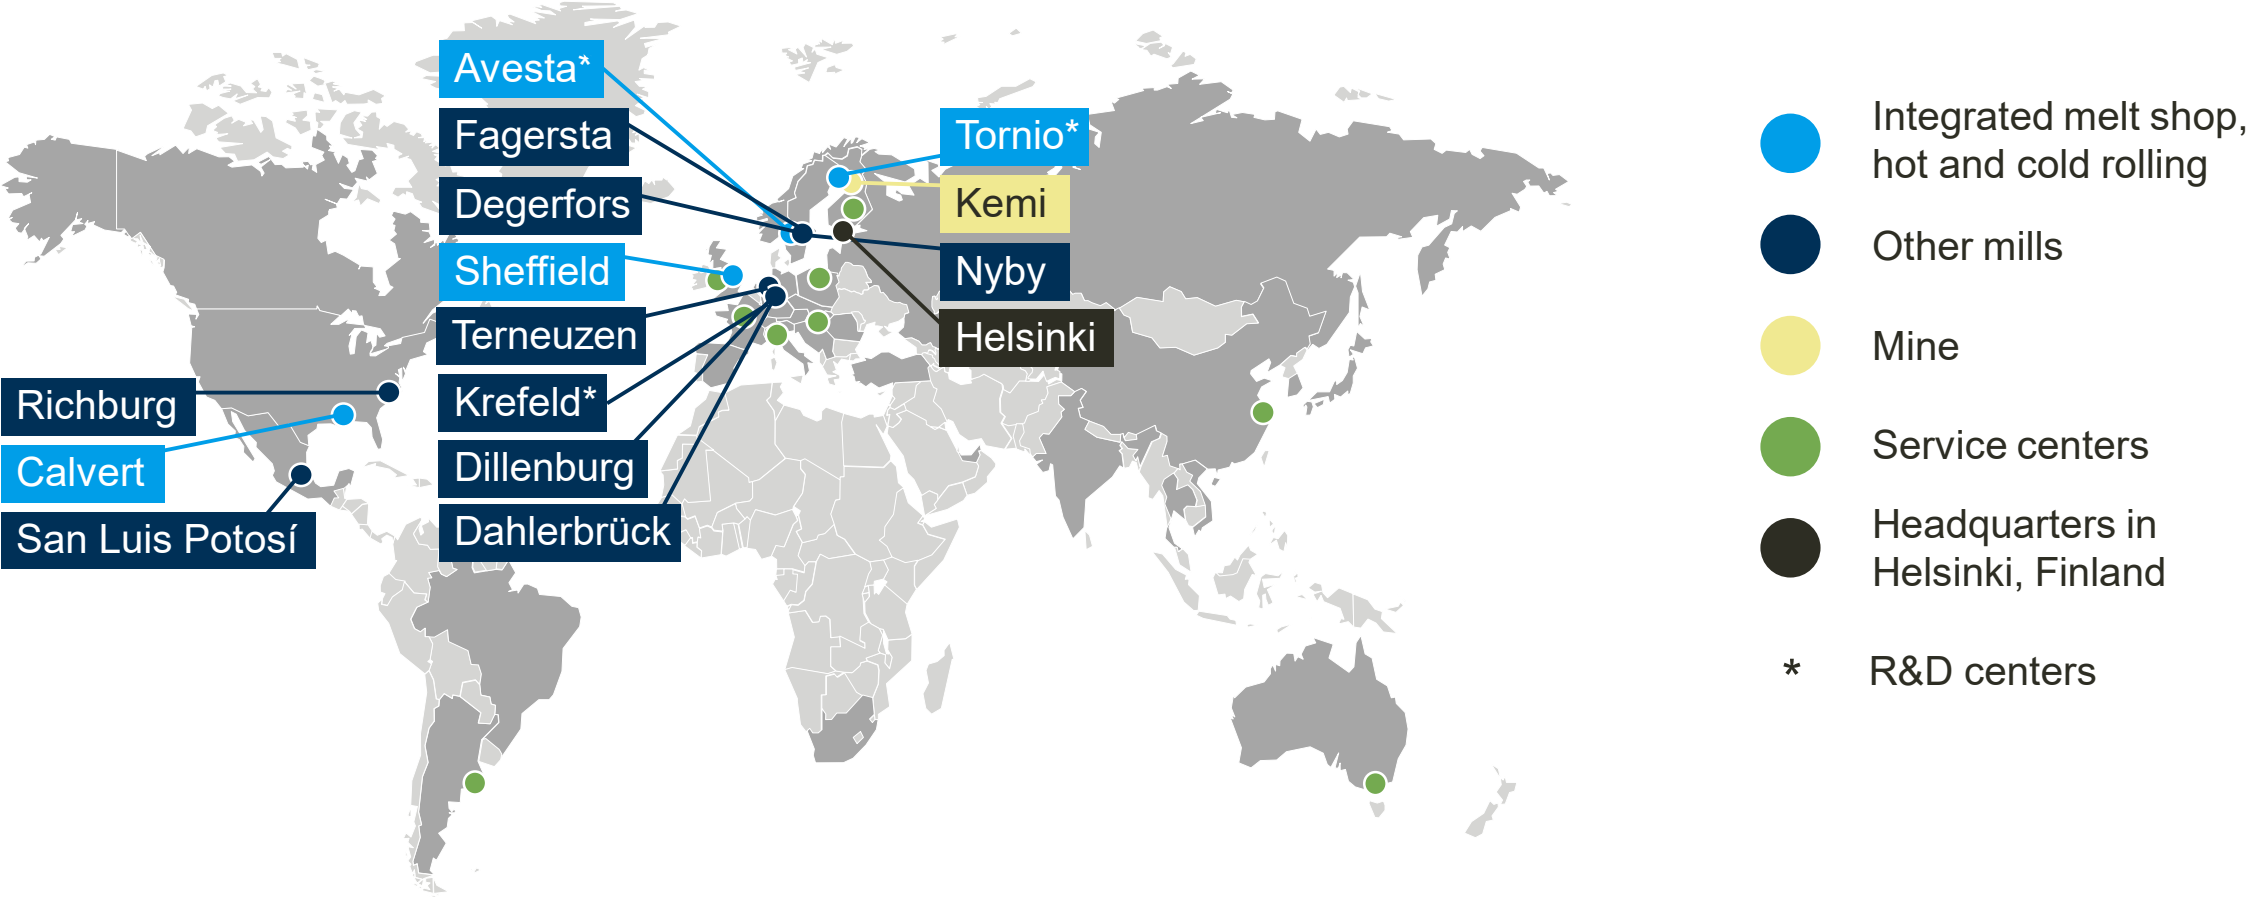 Avesta*
Fagersta
Degerfors
Sheffield
Terneuzen
Krefeld*
Dillenburg
Dahlerbrück
Richburg
Calvert
San Luis Potosí
Tornio*
Kemi
Nyby
Helsinki
Integrated melt shop,
hot and cold rolling
Other mills
Mine
Service centers
Headquarters in
Helsinki, Finland
* R&D centers